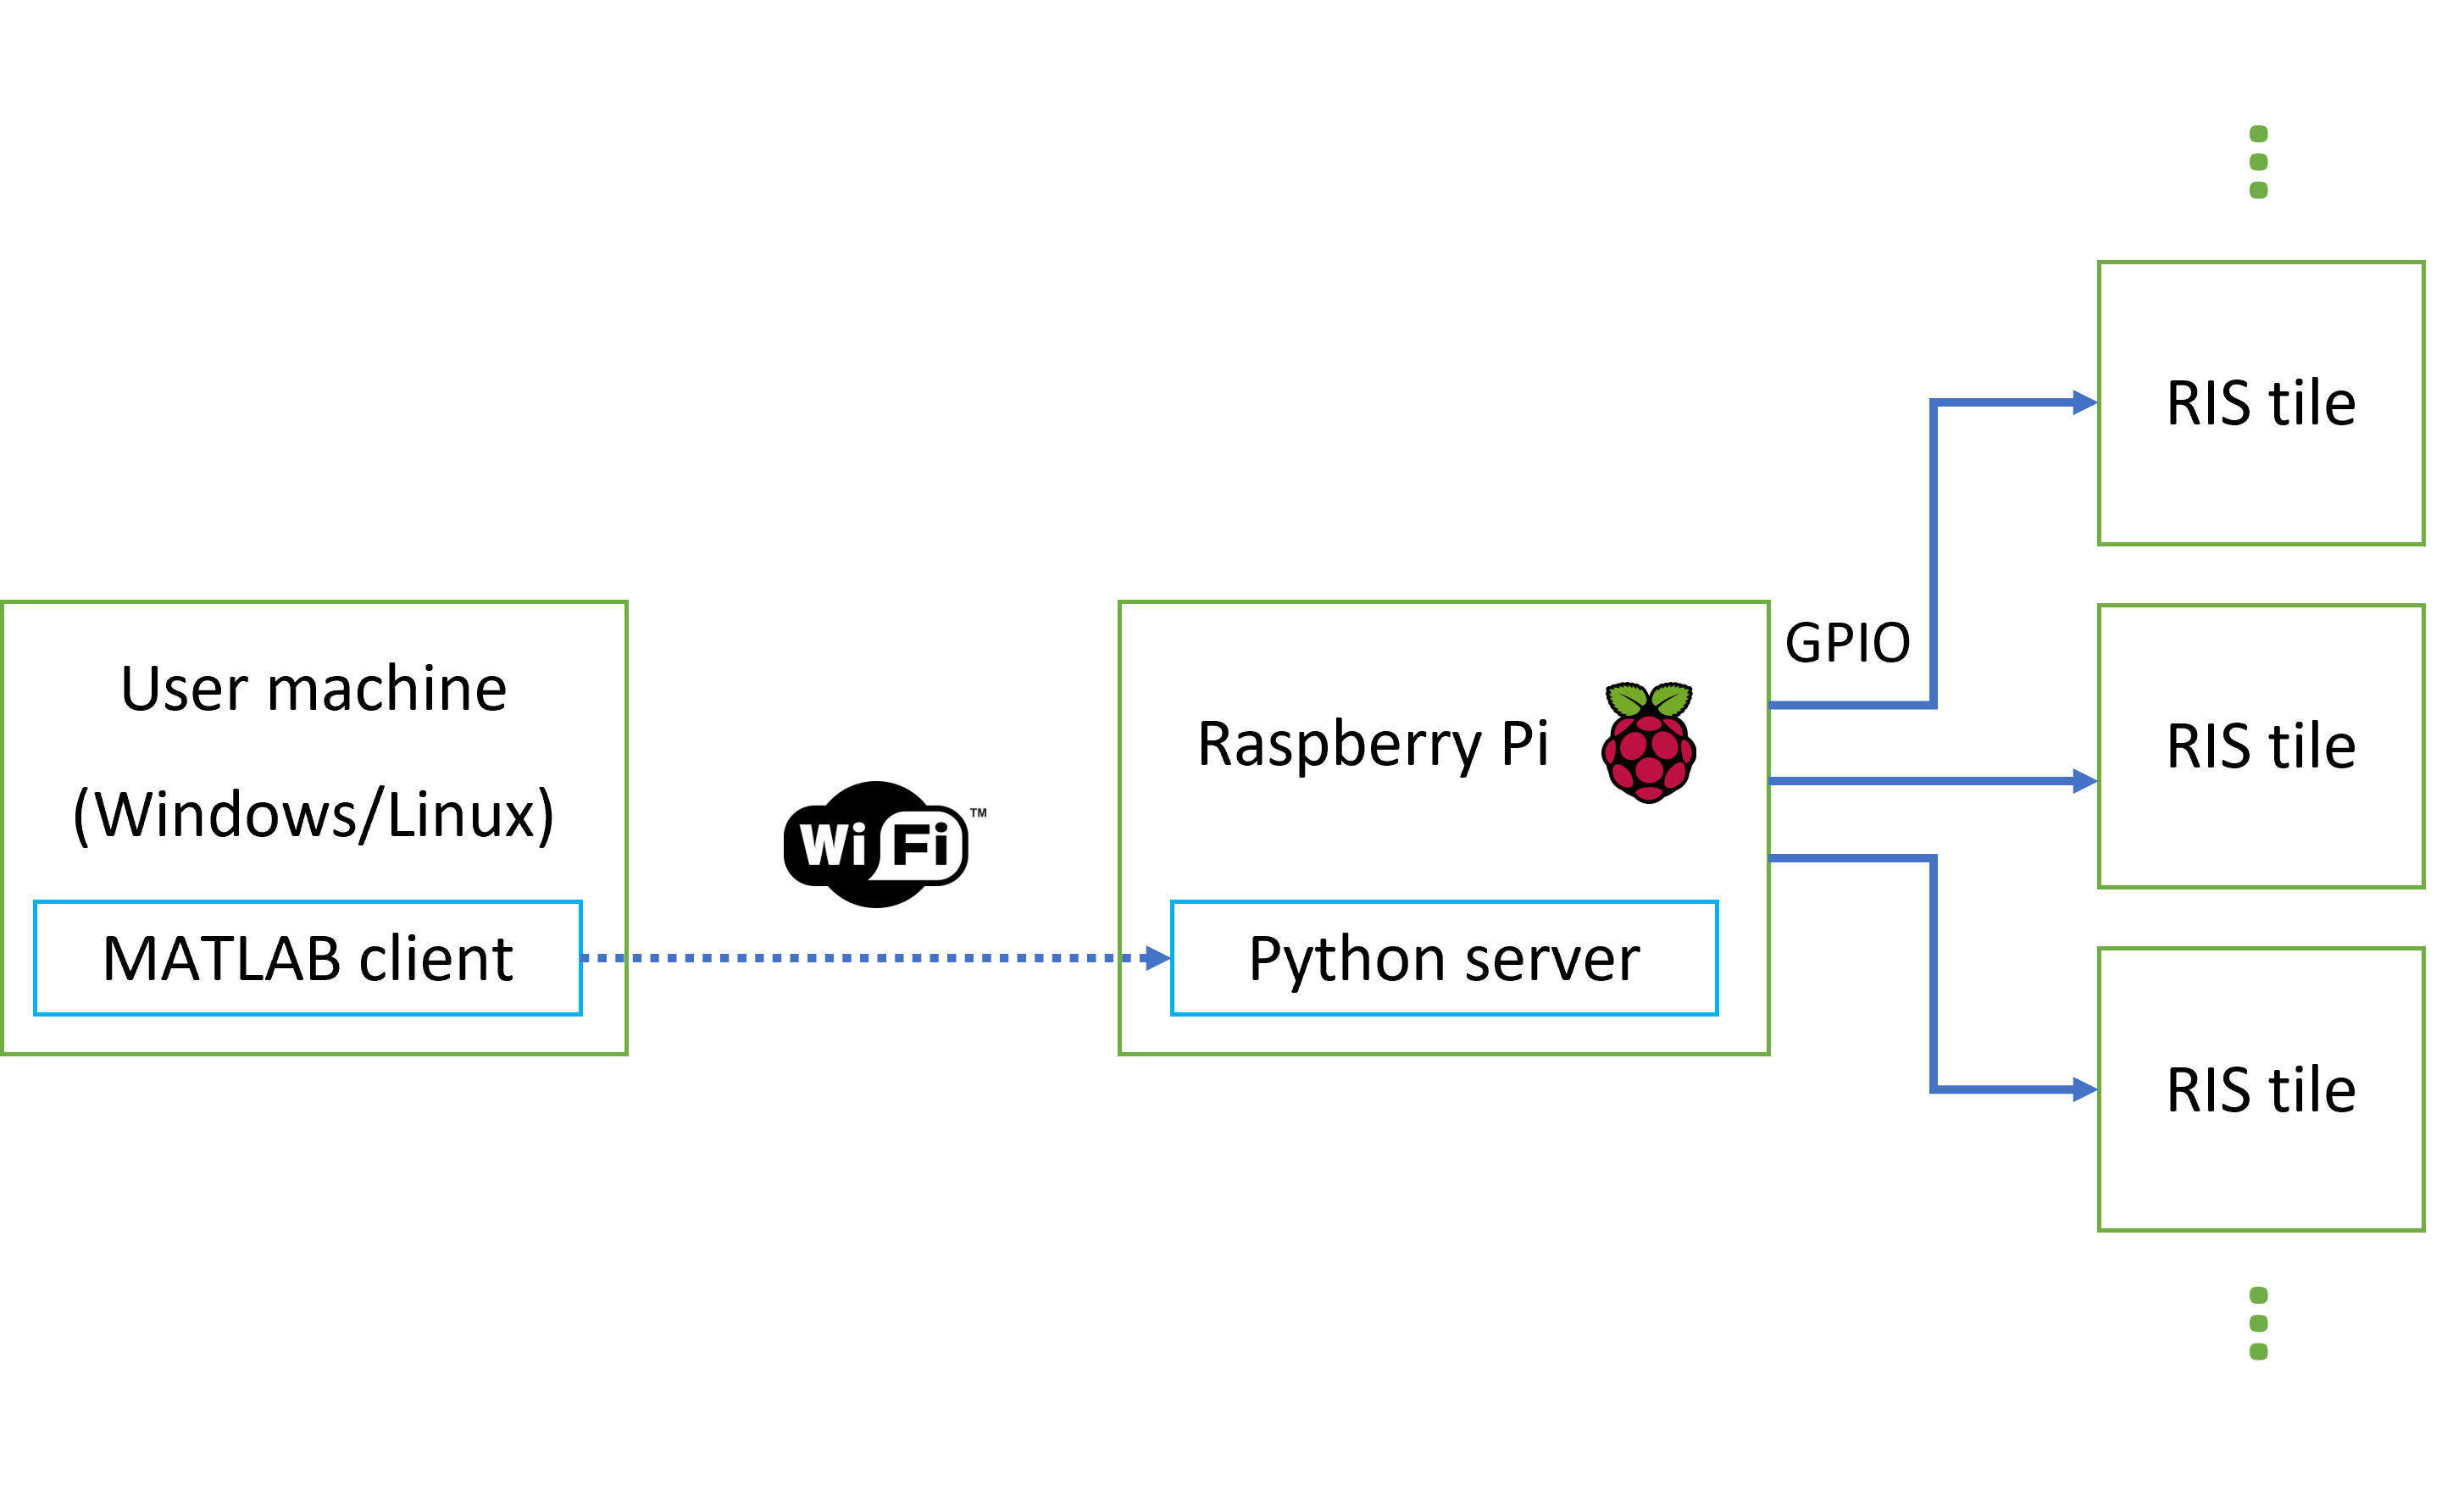 User machine
(Windows/Linux)
MATLAB client
Wi Fi ™
Raspberry Pi
Python server
GPIO
RIS tile
RIS tile
RIS tile